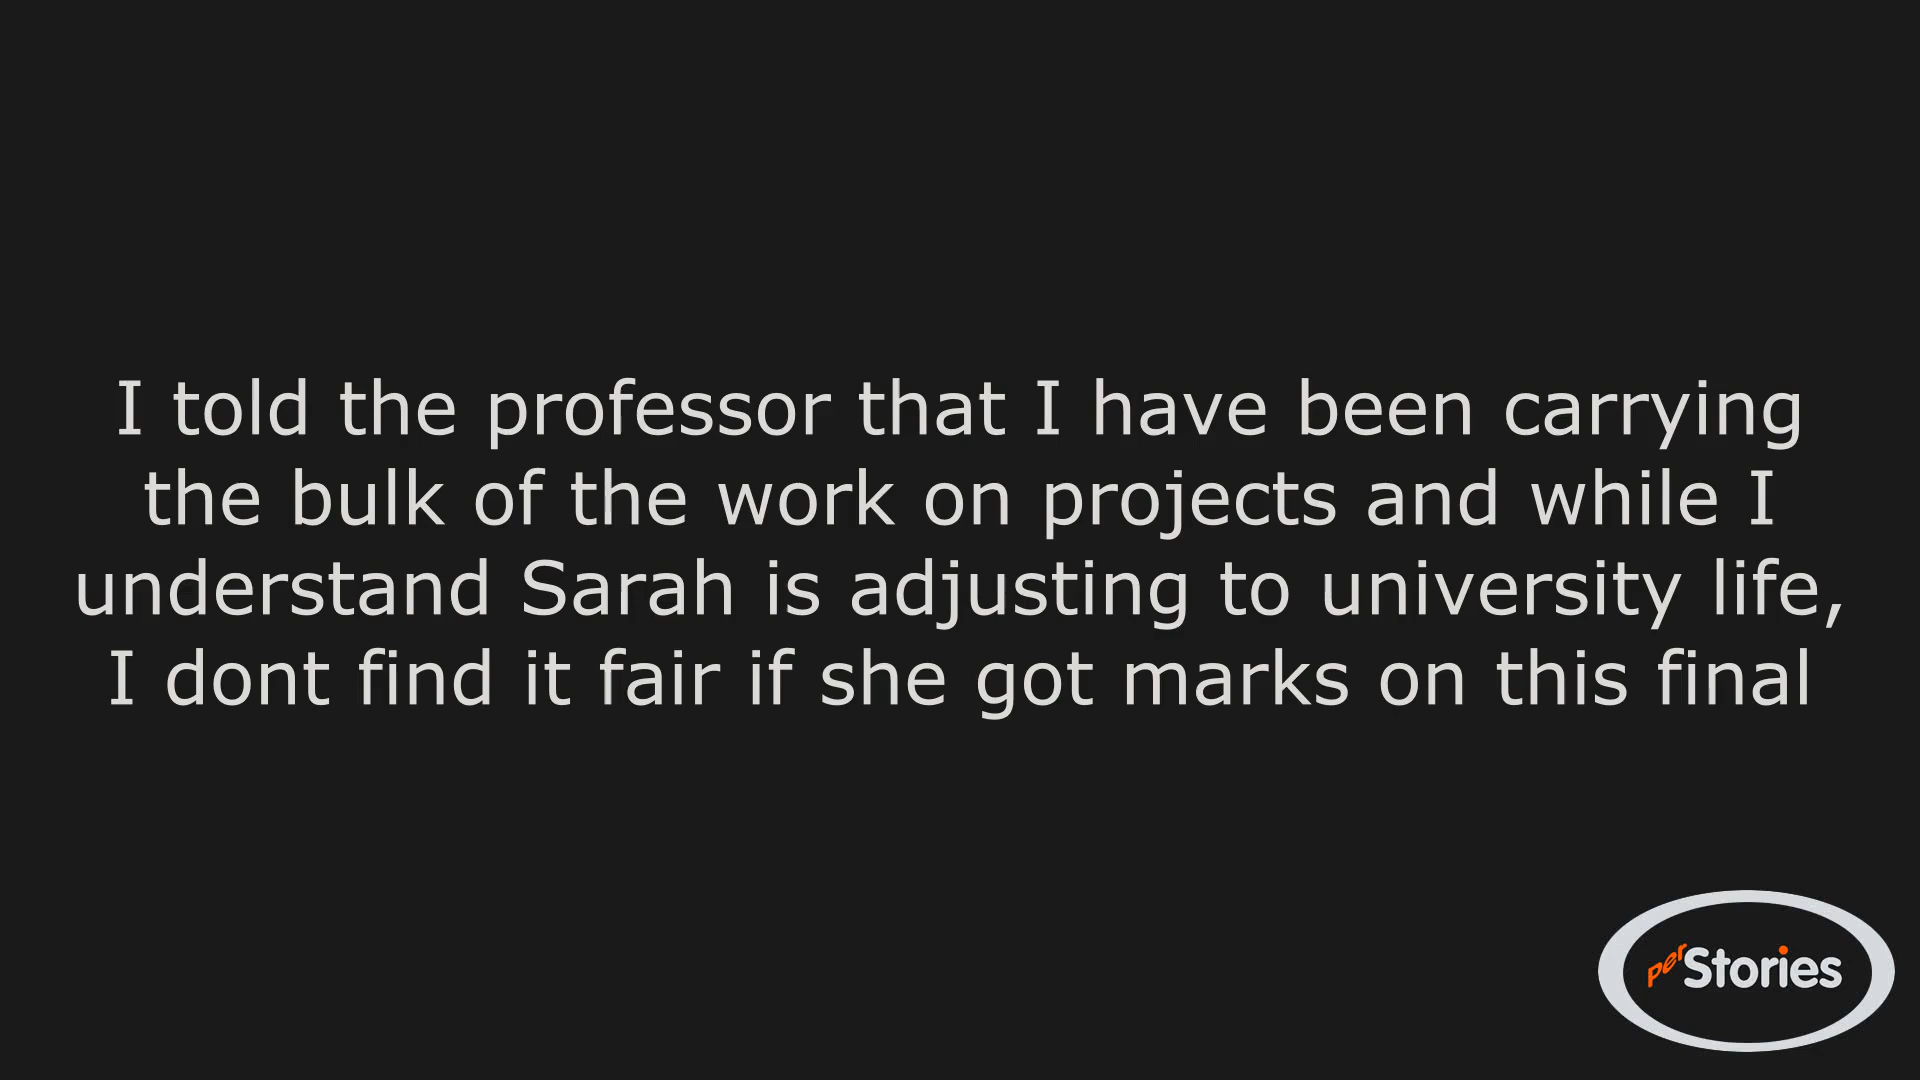 I told the professor that I have been carrying
the bulk of the work on projects and while I
understand Sarah is adjusting to university life,
I dont find it fair if she got marks on this final
perStories